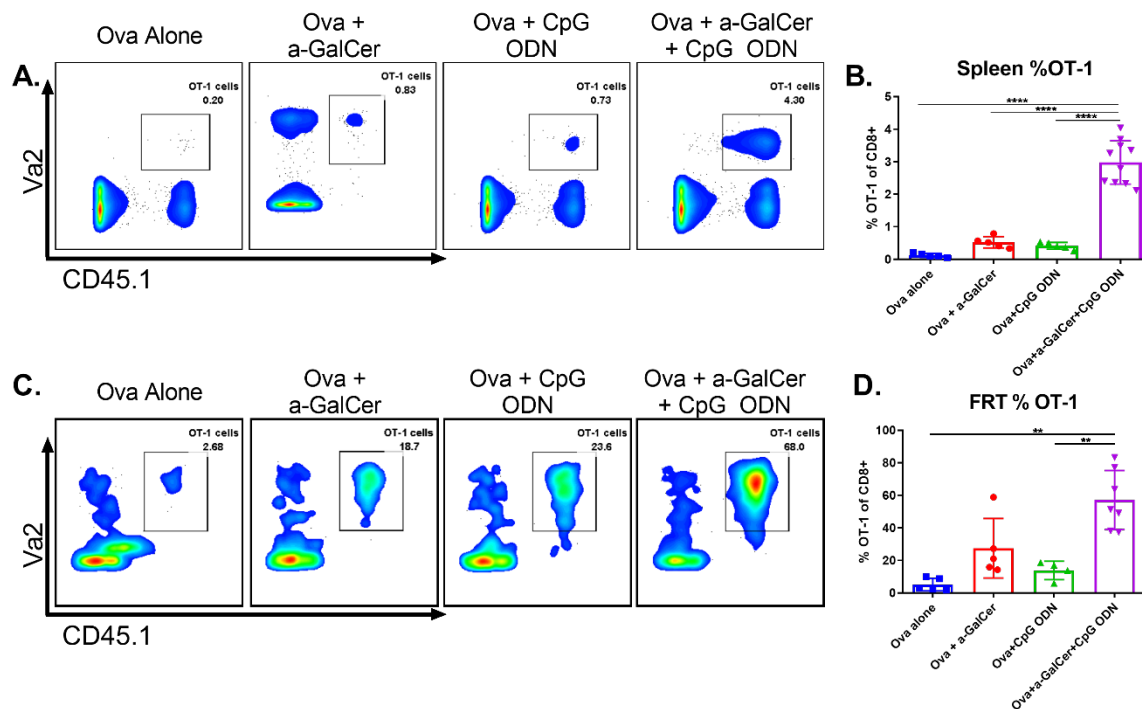 A.
Ova Alone
Ova +
a-GalCer
Ova + CpG
ODN
Ova + a-GalCer
+ CpG ODN
Va2
OT-1 cells
0.20
OT-1 cells
0.83
OT-1 cells
0.73
OT-1 cells
4.30
CD45.1
B.
Spleen %OT-1
****
****
****
% OT-1 of CD8+
5
4
3
2
1
0
Ova alone
Ova + a-GalCer
Ova+CpG ODN
Ova+a-GalCer+CpG ODN
C.
Ova Alone
Ova +
a-GalCer
Ova + CpG
ODN
Ova + a-GalCer
+ CpG ODN
Va2
OT-1 cells
2.68
OT-1 cells
18.7
OT-1 cells
23.6
OT-1 cells
68.0
CD45.1
D.
FRT % OT-1
**
**
% OT-1 of CD8+
100
80
60
40
20
0
Ova alone
Ova + a-GalCer
Ova+CpG ODN
Ova+a-GalCer+CpG ODN